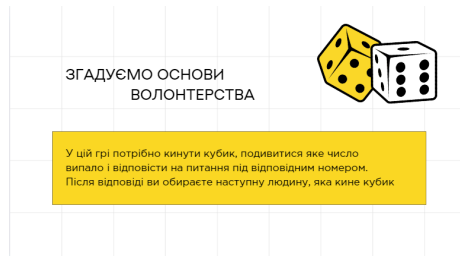 ЗГАДУЄМО ОСНОВИ
ВОЛОНТЕРСТВА
У цій грі потрібно кинути кубик, подивитися яке число
випало і відповісти на питання під відповідним номером.
Після відповіді ви обираєте наступну людину, яка кине кубик